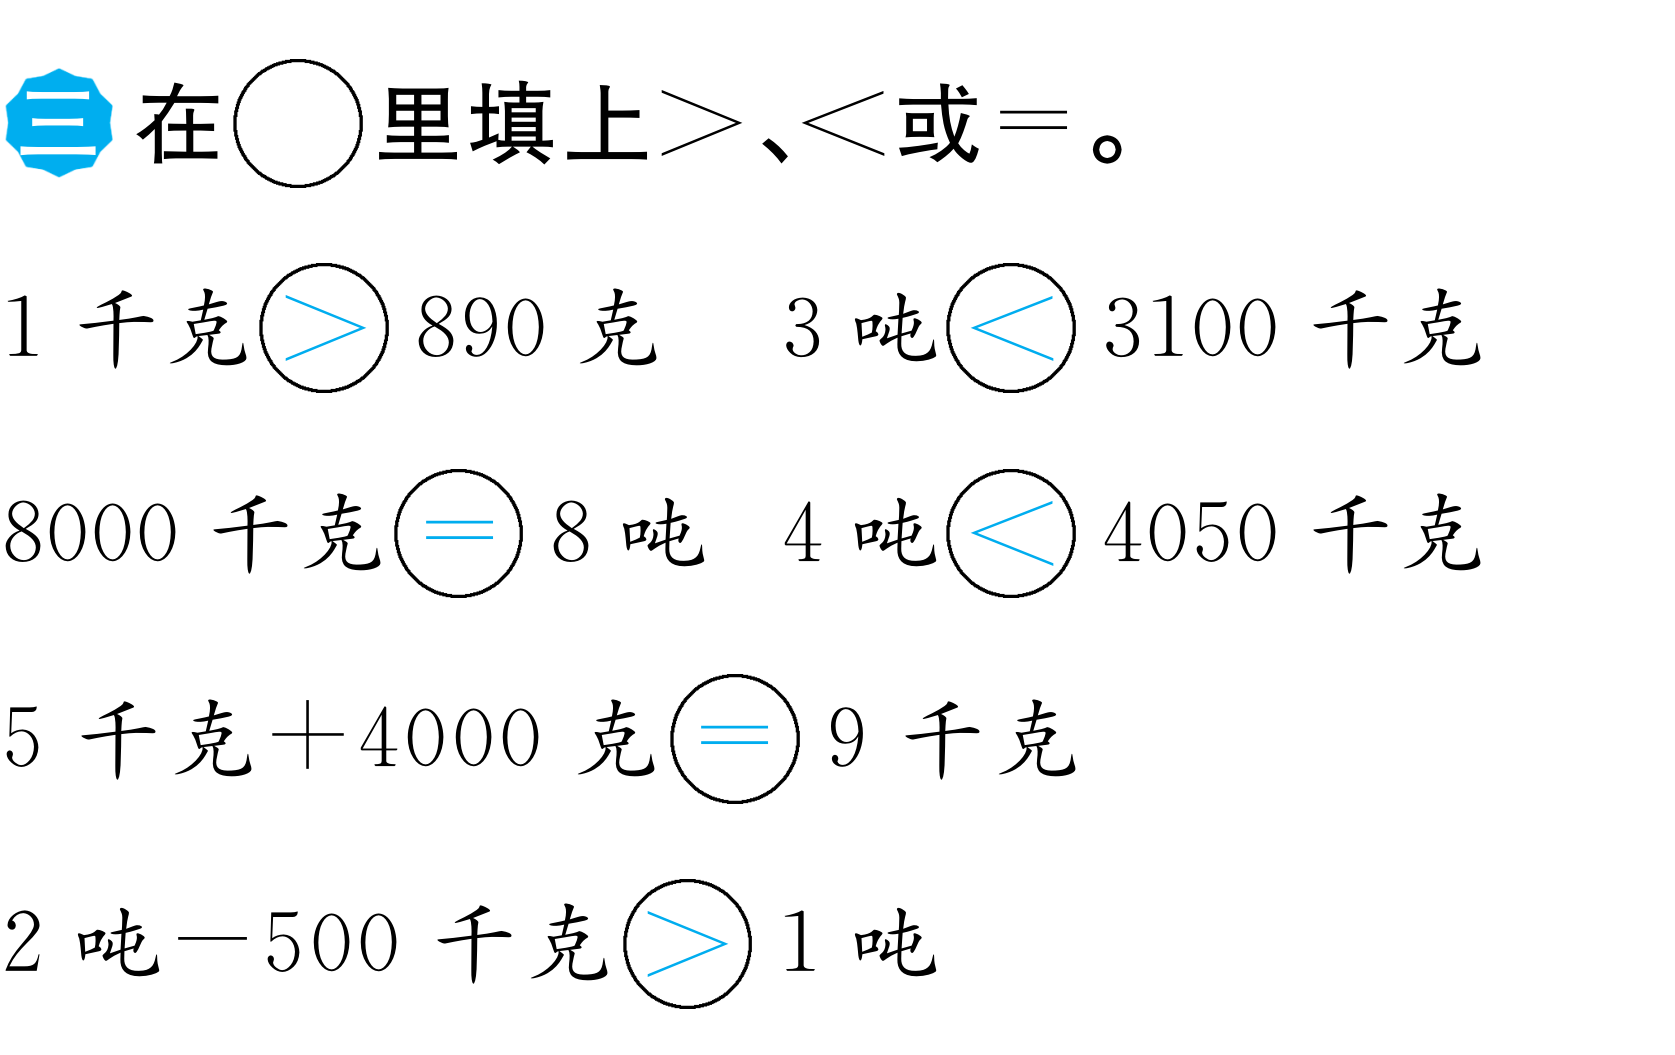 三 在○里填上>、<或=。
1 千克>890 克 3 吨<3100 千克
8000 千克=8 吨 4 吨<4050 千克
5 千克+4000 克=9 千克
2 吨-500 千克>1 吨